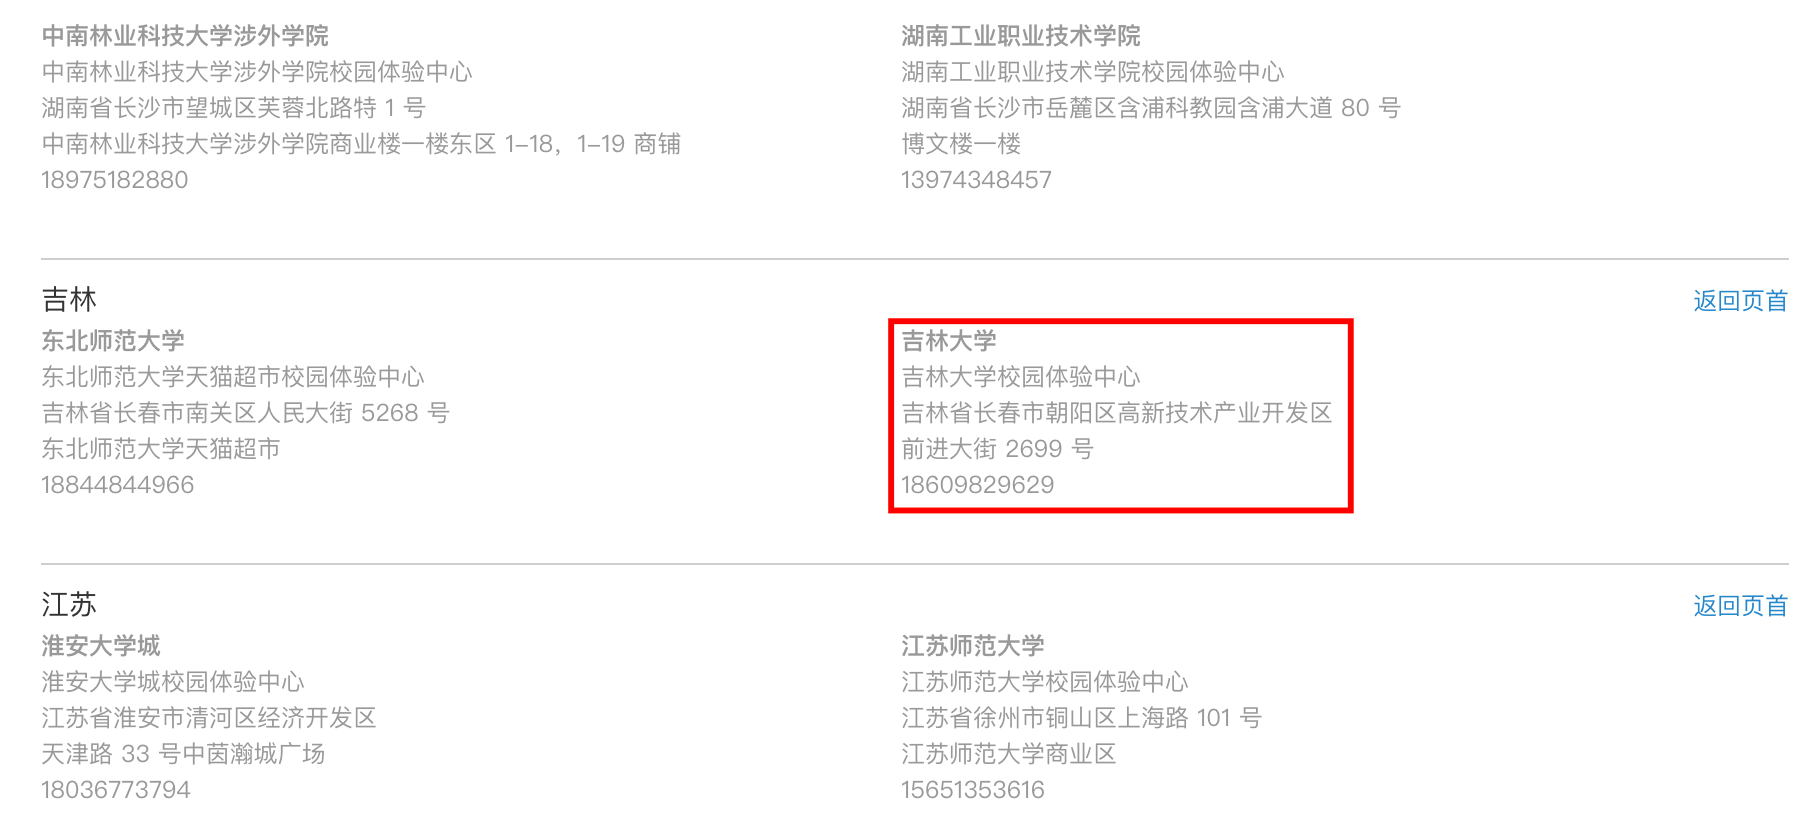 中南林业科技大学涉外学院
中南林业科技大学涉外学院校园体验中心
湖南省长沙市望城区芙蓉北路特 1 号
中南林业科技大学涉外学院商业楼一楼东区 1-18，1-19 商铺
18975182880
湖南工业职业技术学院
湖南工业职业技术学院校园体验中心
湖南省长沙市岳麓区含浦科教园含浦大道 80 号
博文楼一楼
13974348457
吉林
返回页首
东北师范大学
东北师范大学天猫超市校园体验中心
吉林省长春市南关区人民大街 5268 号
东北师范大学天猫超市
18844844966
吉林大学
吉林大学校园体验中心
吉林省长春市朝阳区高新技术产业开发区
前进大街 2699 号
18609829629
江苏
返回页首
淮安大学城
淮安大学城校园体验中心
江苏省淮安市清河区经济开发区
天津路 33 号中茵瀚城广场
18036773794
江苏师范大学
江苏师范大学校园体验中心
江苏省徐州市铜山区上海路 101 号
江苏师范大学商业区
15651353616